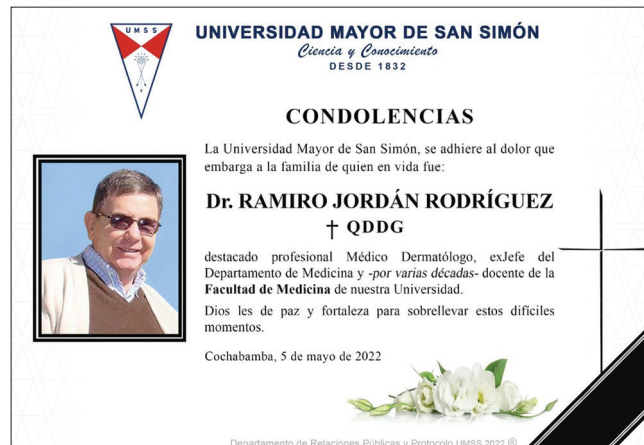 UMSS
UNIVERSIDAD MAYOR DE SAN SIMÓN
Ciencia y Conocimiento
DESDE 1832
CONDOLENCIAS
La Universidad Mayor de San Simón, se adhiere al dolor que
embarga a la familia de quien en vida fue:
Dr. RAMIRO JORDÁN RODRÍGUEZ
† QDDG
destacado profesional Médico Dermatólogo, exJefe del
Departamento de Medicina y -por varias décadas- docente de la
Facultad de Medicina de nuestra Universidad.
Dios les de paz y fortaleza para sobrellevar estos difíciles
momentos.
Cochabamba, 5 de mayo de 2022
Departamento de Relaciones Públicas y Protocolo UMSS 2022 ®